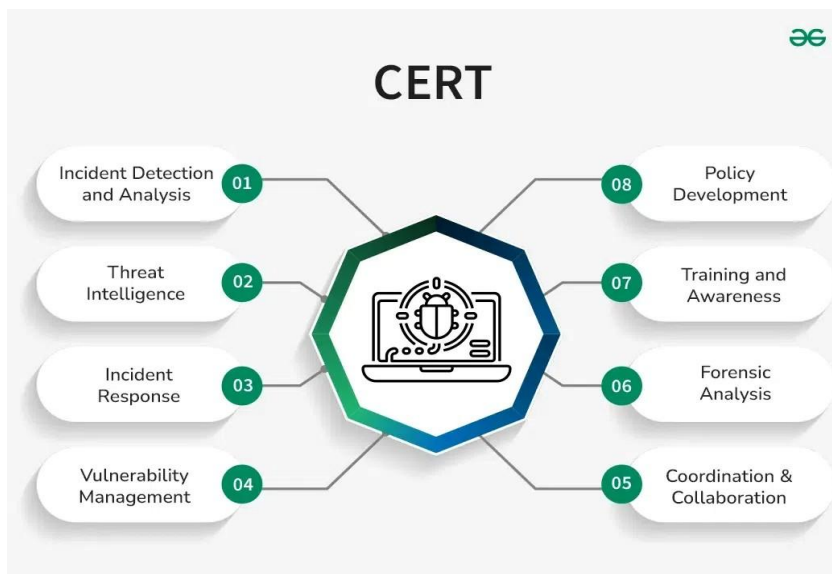 CERT
Incident Detection
and Analysis
01
Threat
Intelligence
02
Incident
Response
03
Vulnerability
Management
04
08
Policy
Development
07
Training and
Awareness
06
Forensic
Analysis
05
Coordination &
Collaboration